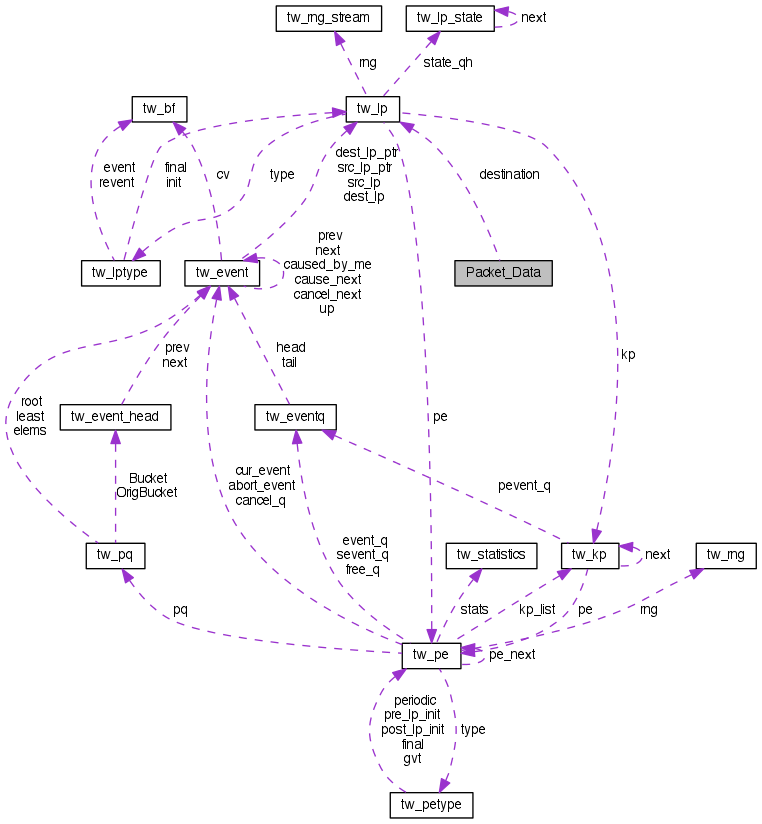 tw_rng_stream
tw_lp_state
next
rng
state_qh
tw_bf
tw_lp
event
revent
final
init
cv
type
dest_lp_ptr
src_lp_ptr
src_lp
dest_lp
destination
tw_lptype
tw_event
prev
next
caused_by_me
cause_next
cancel_next
up
Packet_Data
kp
prev
next
head
tail
root
least
elems
tw_event_head
tw_eventq
pe
Bucket
OrigBucket
cur_event
abort_event
cancel_q
pevent_q
event_q
sevent_q
free_q
tw_pq
tw_statistics
tw_kp
next
tw_rng
pq
stats
kp_list
pe
rng
tw_pe
pe_next
periodic
pre_lp_init
post_lp_init
final
gvt
type
tw_petype